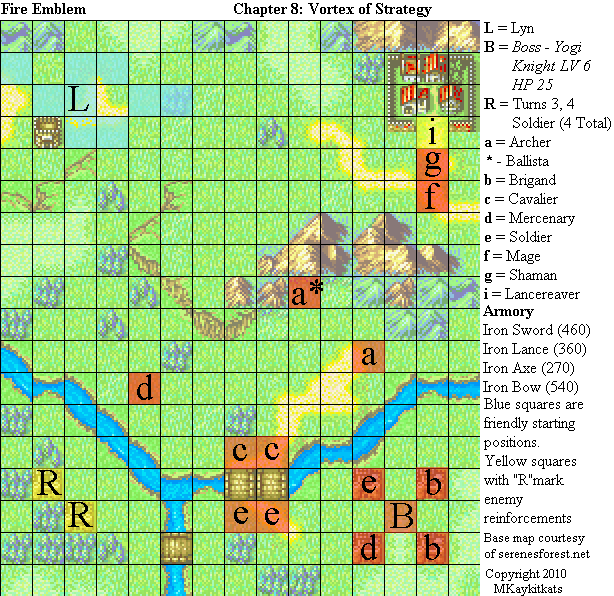 Fire Emblem Chapter 8: Vortex of Strategy
L = Lyn
B = Boss - Yogi
Knight LV 6
HP 25
R = Turns 3, 4
Soldier (4 Total)
a = Archer
* - Ballista
b = Brigand
c = Cavalier
d = Mercenary
e = Soldier
f = Mage
g = Shaman
i = Lancereaver
Armory
Iron Sword (460)
Iron Lance (360)
Iron Axe (270)
Iron Bow (540)
Blue squares are
friendly starting
positions.
Yellow squares
with "R"mark
enemy
reinforcements
Base map courtesy
of serenesforest.net
Copyright 2010
MKaykitkats
L
i
g
f
a*
a
d
c c
R e b
R e e B
d b